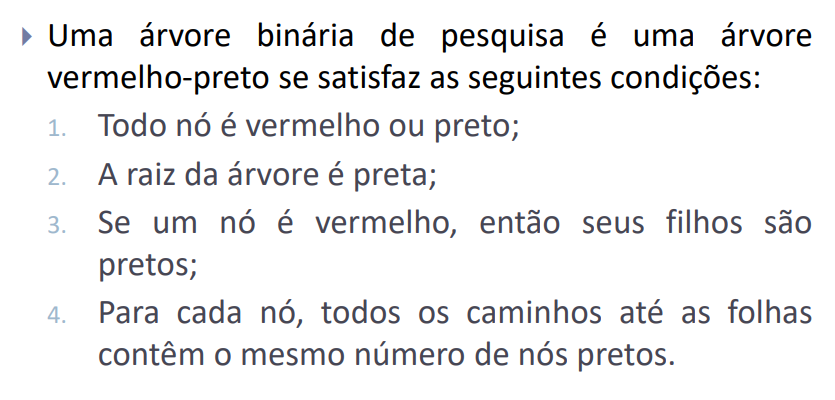 Uma árvore binária de pesquisa é uma árvore
vermelho-preto se satisfaz as seguintes condições:
1. Todo nó é vermelho ou preto;
2. A raiz da árvore é preta;
3. Se um nó é vermelho, então seus filhos são
pretos;
4. Para cada nó, todos os caminhos até as folhas
contêm o mesmo número de nós pretos.